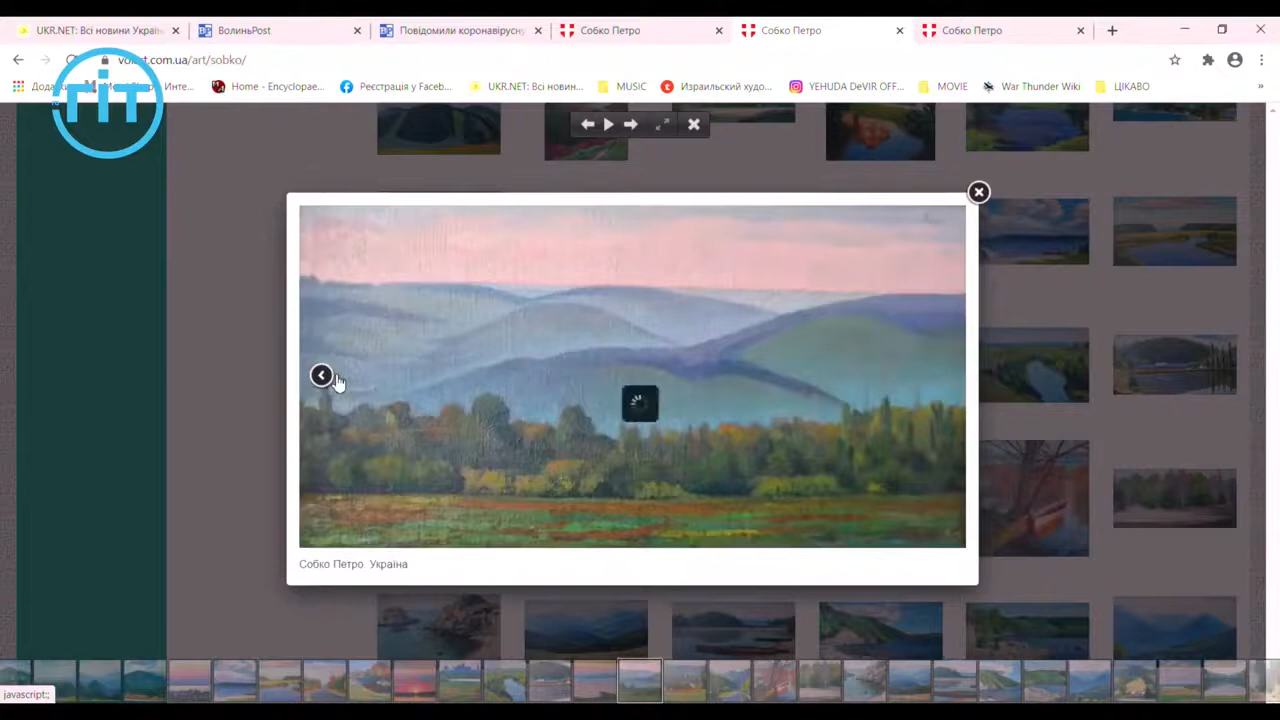 UKR.NET: Всі новини Україн
ВолиньPost
Повідомили коронавірусну
Собко Петро
Собко Петро
Собко Петро
.com.ua/art/sobko/
Home - Encyclopae...
Реєстрація у Faceb...
UKR.NET: Всі новин...
MUSIC
Израильский худо...
YEHUDA DeVIR OFF...
MOVIE
War Thunder Wiki
ЦІКАВО
»
ГІТ
Собко Петро Україна
javascript:;